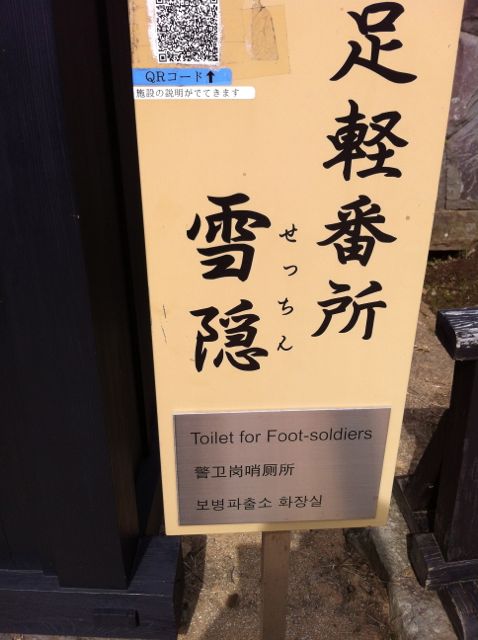 QRコード↑
施設の説明がでてきます
足軽番所
雪隠
せっちん
Toilet for Foot-soldiers
警卫岗哨厕所
보병파출소 화장실